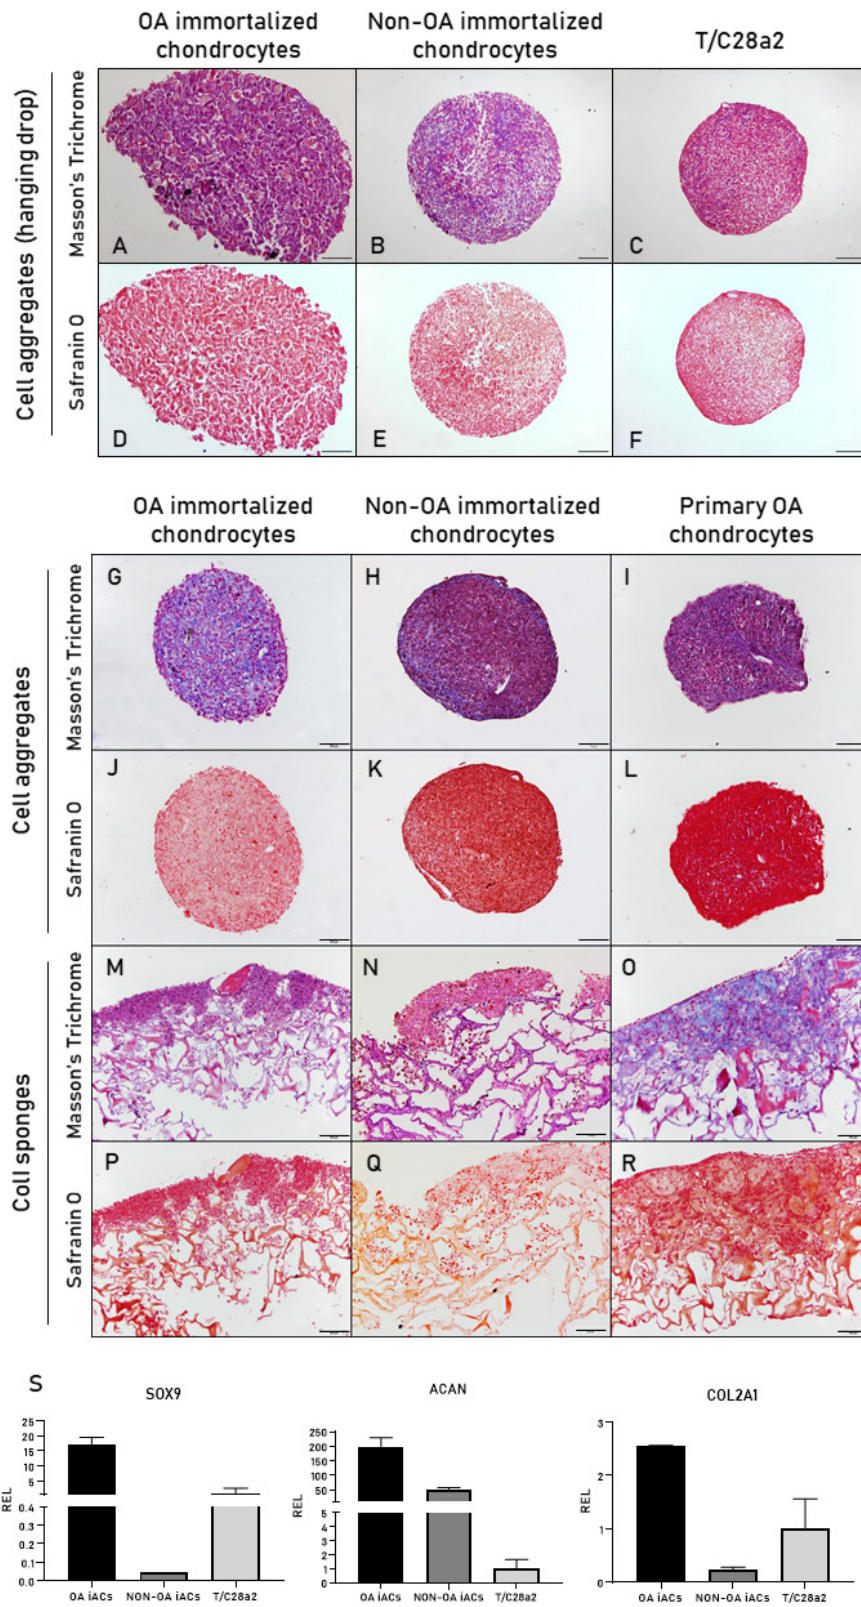 OA immortalized
chondrocytes
Non-OA immortalized
chondrocytes
T/C28a2
Cell aggregates (hanging drop)
Masson's Trichrome
A
B
C
Safranin O
D
E
F
OA immortalized
chondrocytes
Non-OA immortalized
chondrocytes
Primary OA
chondrocytes
Cell aggregates
Masson's Trichrome
G
H
I
Safranin O
J
K
L
Coll sponges
Masson's Trichrome
M
N
O
Safranin O
P
Q
R
S
SOX9
REL
25
20
15
10
5
0.4
0.3
0.2
0.1
0.0
OA iACs
NON-OA iACs
T/C28a2
ACAN
REL
250
200
150
100
50
5
4
3
2
1
0
OA iACs
NON-OA iACs
T/C28a2
COL2A1
REL
3
2
1
0
OA iACs
NON-OA iACs
T/C28a2